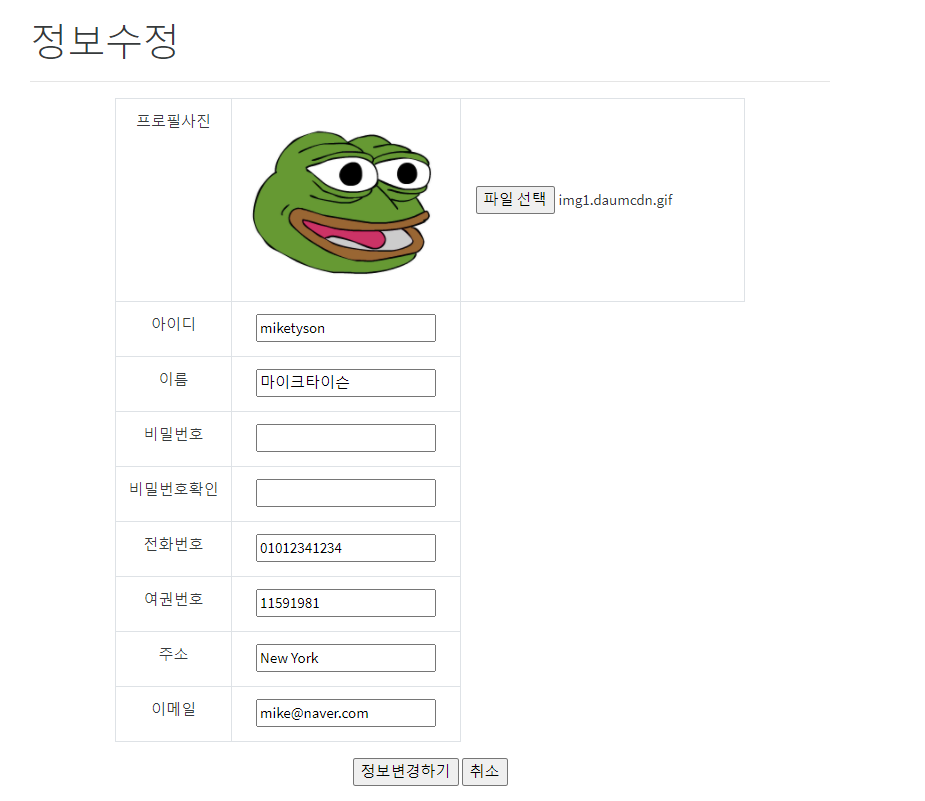 정보수정
프로필사진
파일 선택 img1.daumcdn.gif
아이디 miketyson
이름 마이크타이슨
비밀번호
비밀번호확인
전화번호 01012341234
여권번호 11591981
주소 New York
이메일 mike@naver.com
정보변경하기 취소